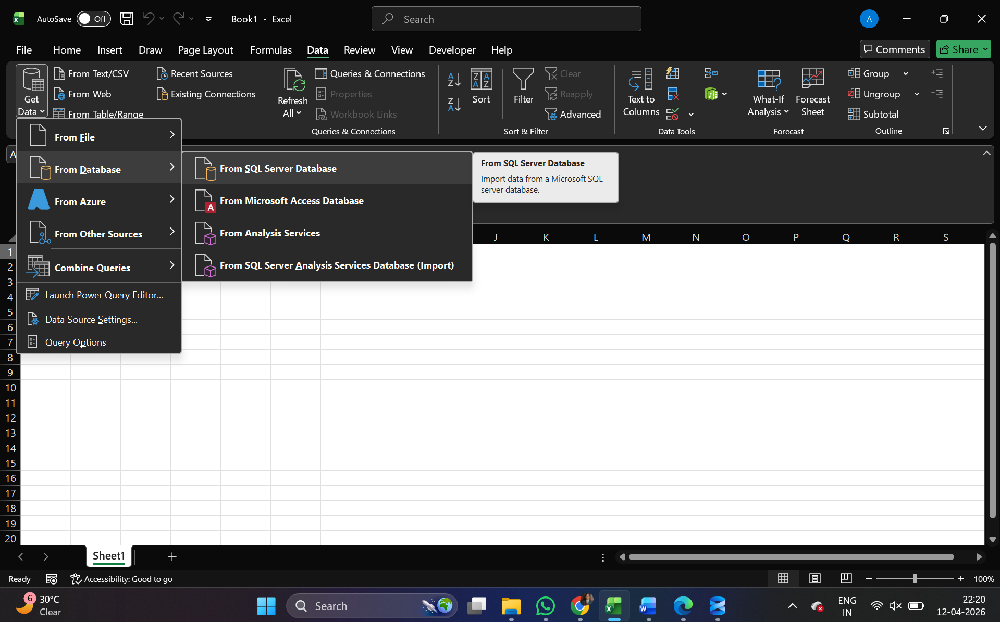 AutoSave Off Book1 - Excel Search A
File Home Insert Draw Page Layout Formulas Data Review View Developer Help Comments Share
Get Data
From Text/CSV
From Web
From Table/Range
Recent Sources
Existing Connections
Refresh All
Queries & Connections
Properties
Workbook Links
Queries & Connections
Sort
Filter
Clear
Reapply
Advanced
Sort & Filter
Text to Columns
Data Tools
What-If Analysis
Forecast Sheet
Forecast
Group
Ungroup
Subtotal
Outline
A
From File
From Database
From Azure
From Other Sources
Combine Queries
Launch Power Query Editor...
Data Source Settings...
Query Options
From SQL Server Database
From Microsoft Access Database
From Analysis Services
From SQL Server Analysis Services Database (Import)
From SQL Server Database
Import data from a Microsoft SQL
server database.
J K L M N O P Q R S
1
2
3
4
5
6
7
8
9
10
11
12
13
14
15
16
17
18
19
20
Sheet1
Ready Accessibility: Good to go 100%
6 30°C
Clear
Search
ENG
IN
22:20
12-04-2026